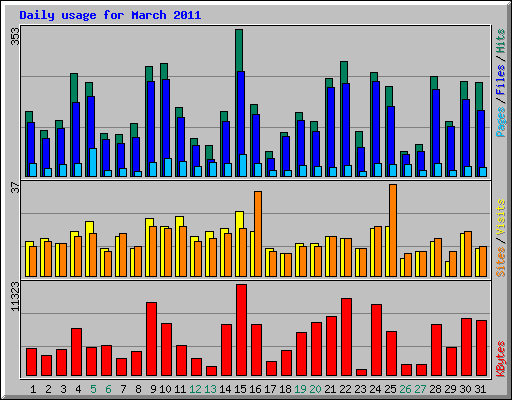 Daily usage for March 2011
353
Pages / Files / Hits
37
Sites / Visits
11323
KBytes
1 2 3 4 5 6 7 8 9 10 11 12 13 14 15 16 17 18 19 20 21 22 23 24 25 26 27 28 29 30 31